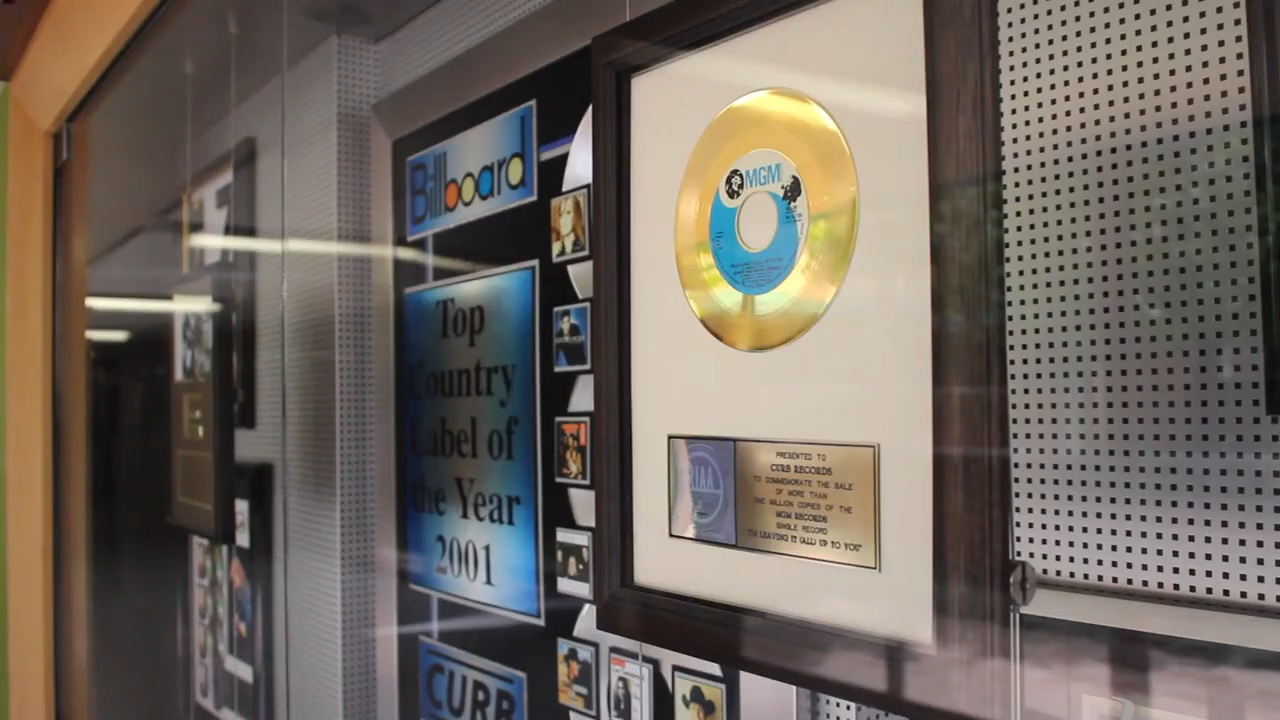 Billboard
Top
Country
Label of
the Year
2001
CURB
MGM
RIAA
PRESENTED TO
CURB RECORDS
TO COMMEMORATE THE SALE
OF MORE THAN
ONE MILLION COPIES OF THE
MGM RECORDS
SINGLE RECORD
"I'M LEAVING IT (ALL) UP TO YOU"